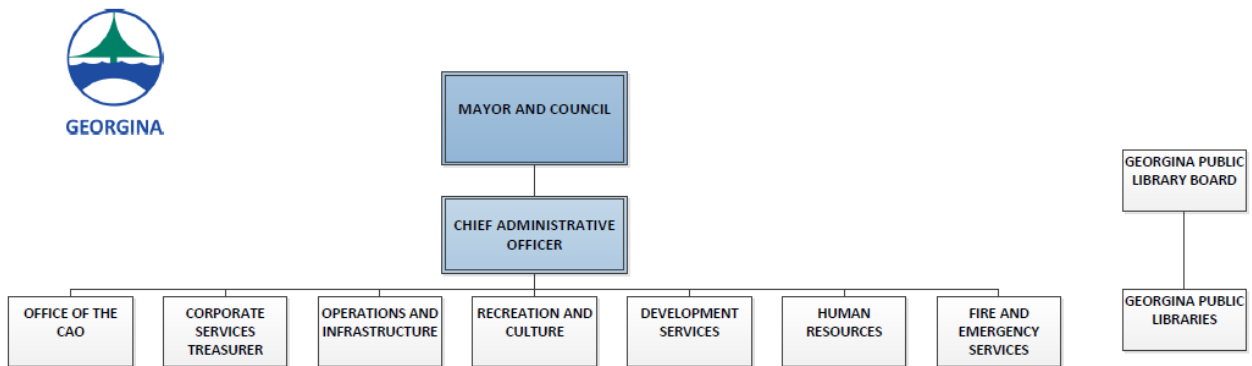 GEORGINA
MAYOR AND COUNCIL
GEORGINA PUBLIC
LIBRARY BOARD
CHIEF ADMINISTRATIVE
OFFICER
OFFICE OF THE
CAO
CORPORATE
SERVICES
TREASURER
OPERATIONS AND
INFRASTRUCTURE
RECREATION AND
CULTURE
DEVELOPMENT
SERVICES
HUMAN
RESOURCES
FIRE AND
EMERGENCY
SERVICES
GEORGINA PUBLIC
LIBRARIES